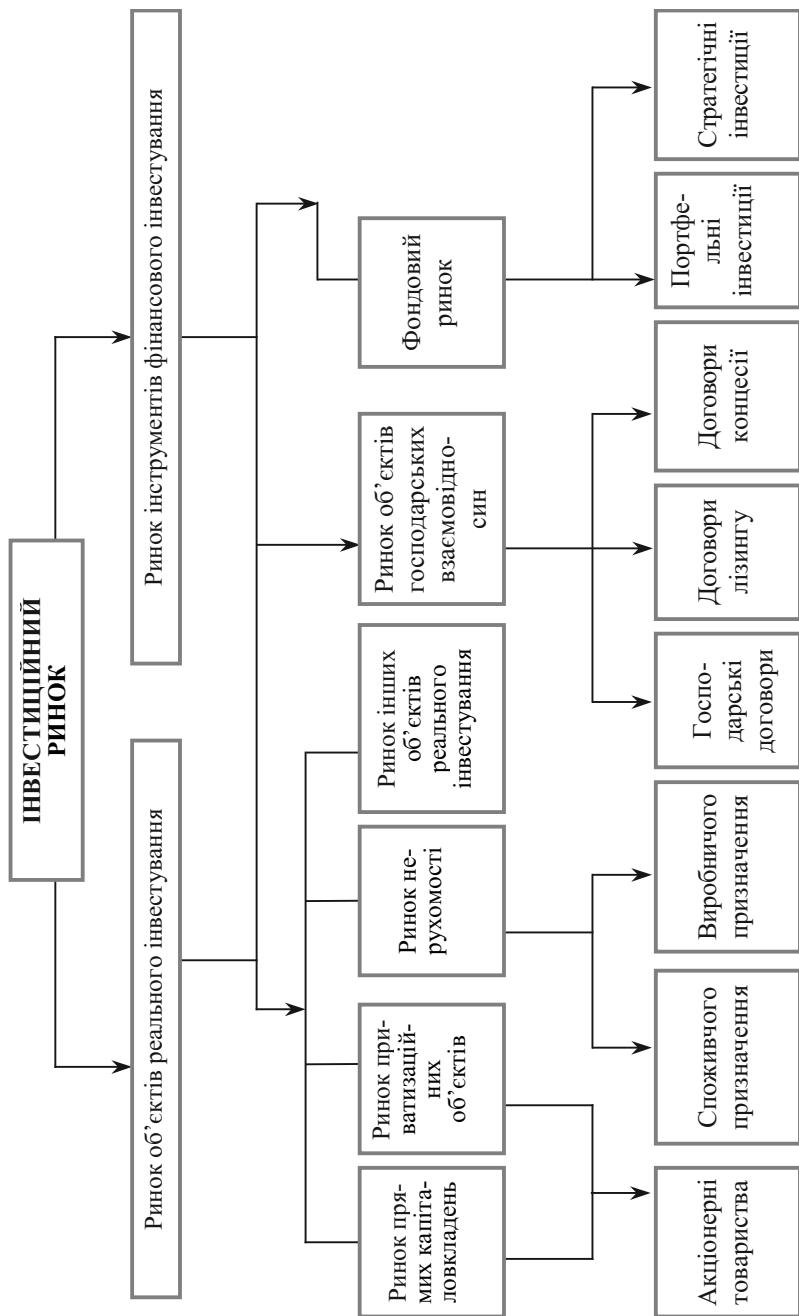 ІНВЕСТИЦІЙНИЙ
РИНОК
Ринок об’єктів реального інвестування
Ринок інструментів фінансового інвестування
Ринок пря-
мих капіта-
ловкладень
Ринок при-
ватизацій-
них об’єктів
Ринок не-
рухомості
Ринок інших
об’єктів
реального
інвестування
Ринок об’єктів
господарських
взаємовідно-
син
Фондовий
ринок
Акціонерні
товариства
Споживчого
призначення
Виробничого
призначення
Госпо-
дарські
договори
Договори
лізингу
Договори
концесії
Портфе-
льні
інвестиції
Стратегічні
інвестиції